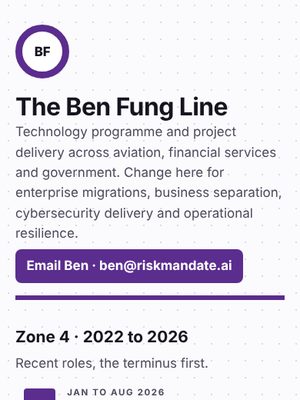 BF
The Ben Fung Line
Technology programme and project
delivery across aviation, financial services
and government. Change here for
enterprise migrations, business separation,
cybersecurity delivery and operational
resilience.
Email Ben · ben@riskmandate.ai
Zone 4 · 2022 to 2026
Recent roles, the terminus first.
JAN TO AUG 2026